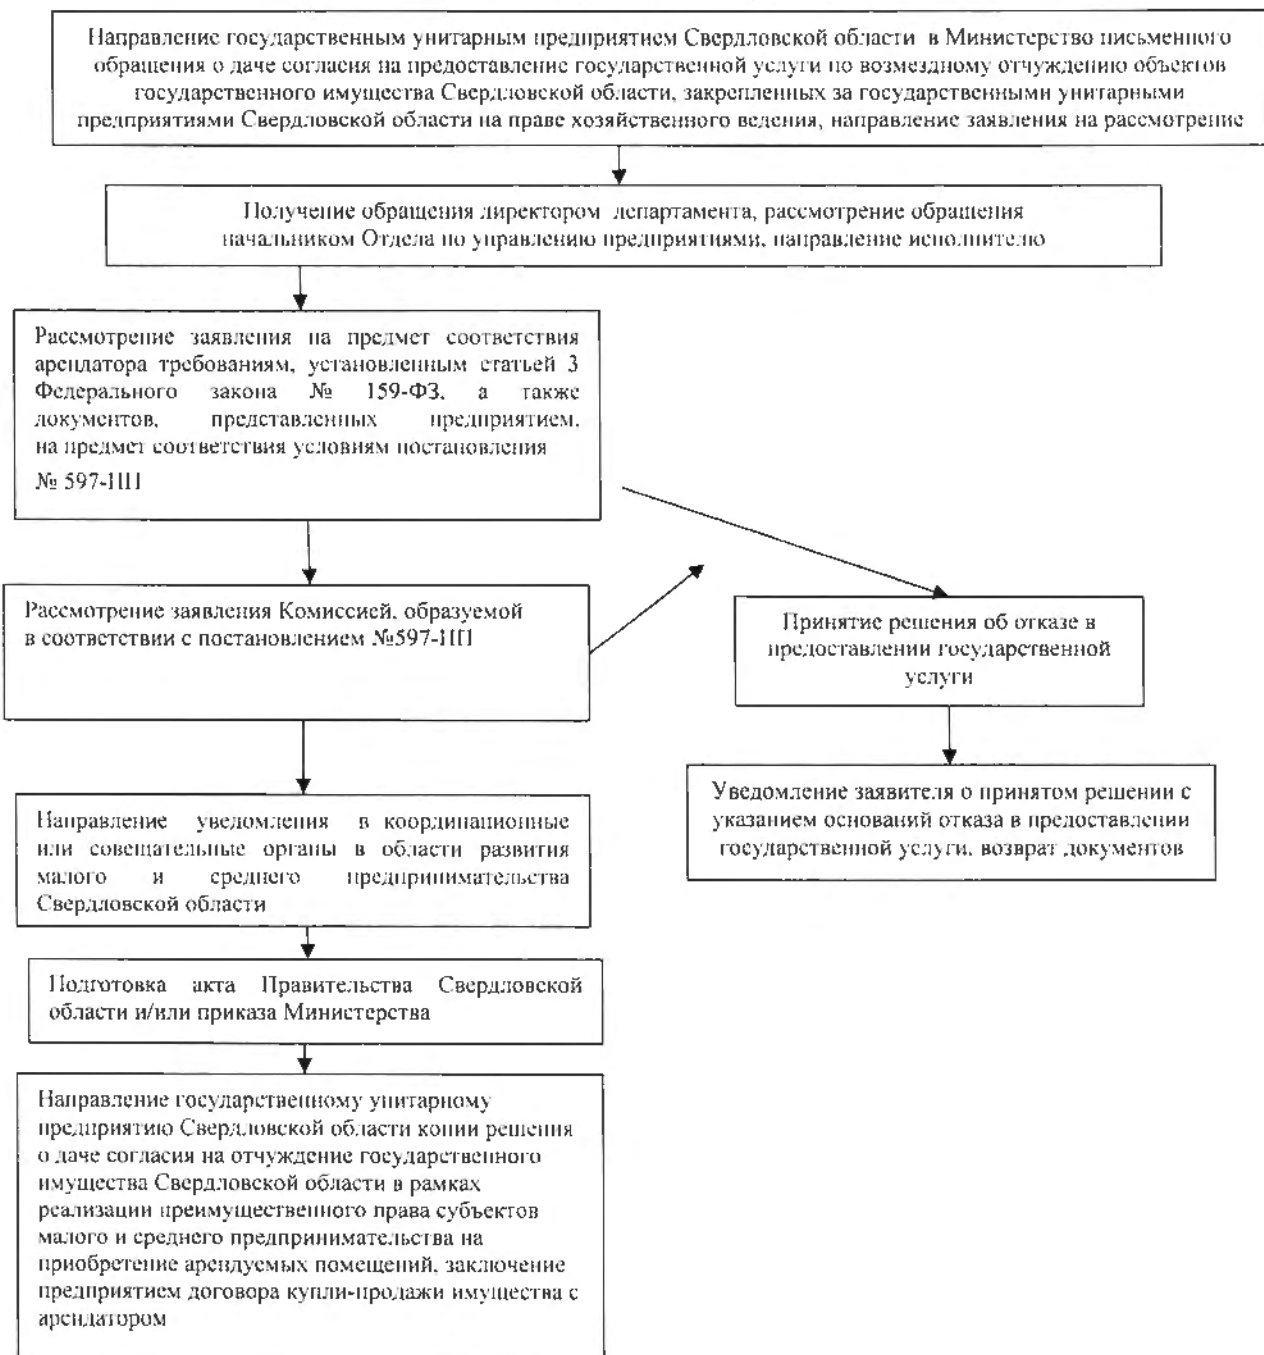 Направление государственным унитарным предприятием Свердловской области в Министерство письменного
обращения о даче согласия на предоставление государственной услуги по возмездному отчуждению объектов
государственного имущества Свердловской области, закрепленных за государственными унитарными
предприятиями Свердловской области на праве хозяйственного ведения, направление заявления на рассмотрение
Получение обращения директором департамента, рассмотрение обращения
начальником Отдела по управлению предприятиями, направление исполнителю
Рассмотрение заявления на предмет соответствия
арендатора требованиям, установленным статьей 3
Федерального закона № 159-ФЗ, а также
документов, представленных предприятием,
на предмет соответствия условиям постановления
№ 597-ПП
Рассмотрение заявления Комиссией, образуемой
в соответствии с постановлением №597-ПП
Принятие решения об отказе в
предоставлении государственной
услуги
Уведомление заявителя о принятом решении с
указанием оснований отказа в предоставлении
государственной услуги, возврат документов
Направление уведомления в координационные
или совещательные органы в области развития
малого и среднего предпринимательства
Свердловской области
Подготовка акта Правительства Свердловской
области и/или приказа Министерства
Направление государственному унитарному
предприятию Свердловской области копии решения
о даче согласия на отчуждение государственного
имущества Свердловской области в рамках
реализации преимущественного права субъектов
малого и среднего предпринимательства на
приобретение арендуемых помещений, заключение
предприятием договора купли-продажи имущества с
арендатором